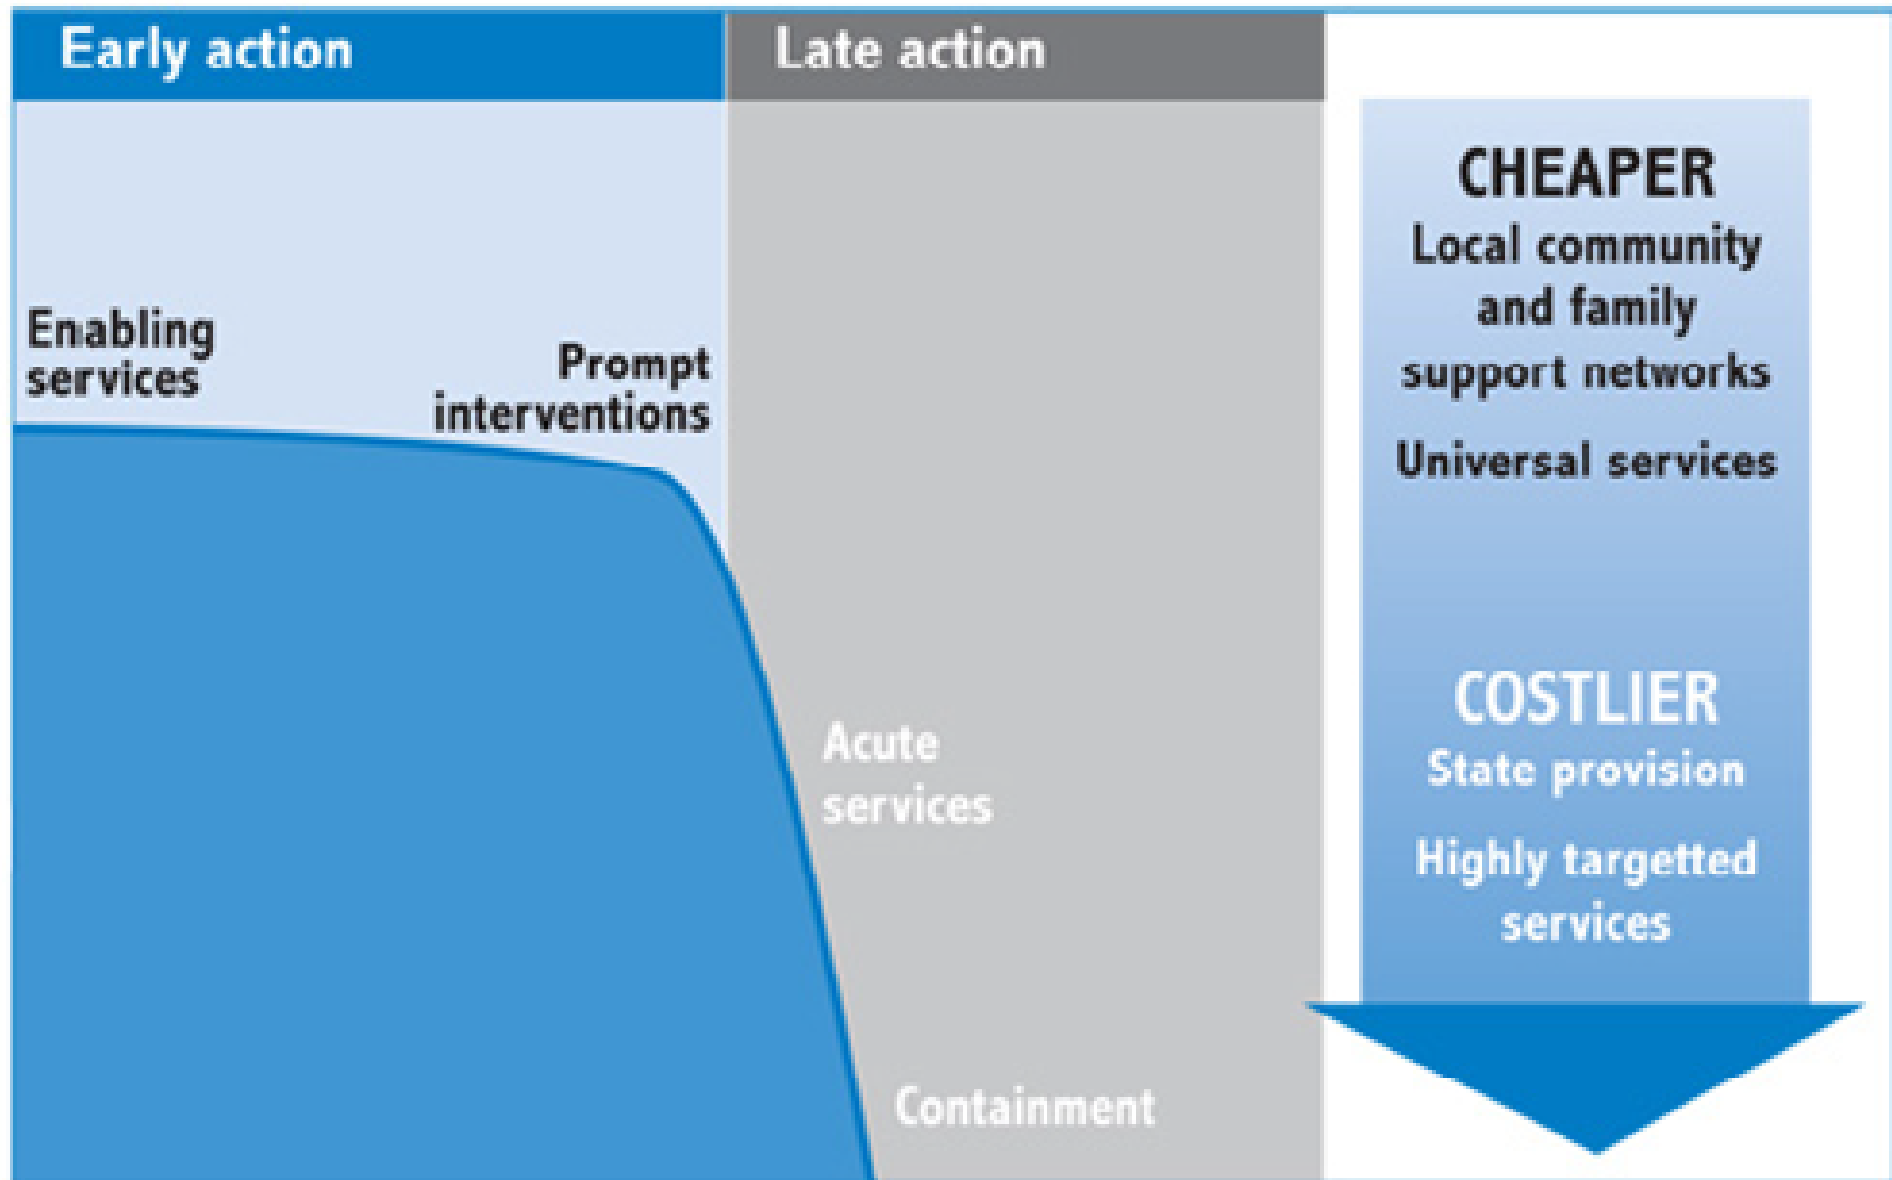 Early action
Late action
Enabling
services
Prompt
interventions
Acute
services
Containment
CHEAPER
Local community
and family
support networks
Universal services
COSTLIER
State provision
Highly targetted
services